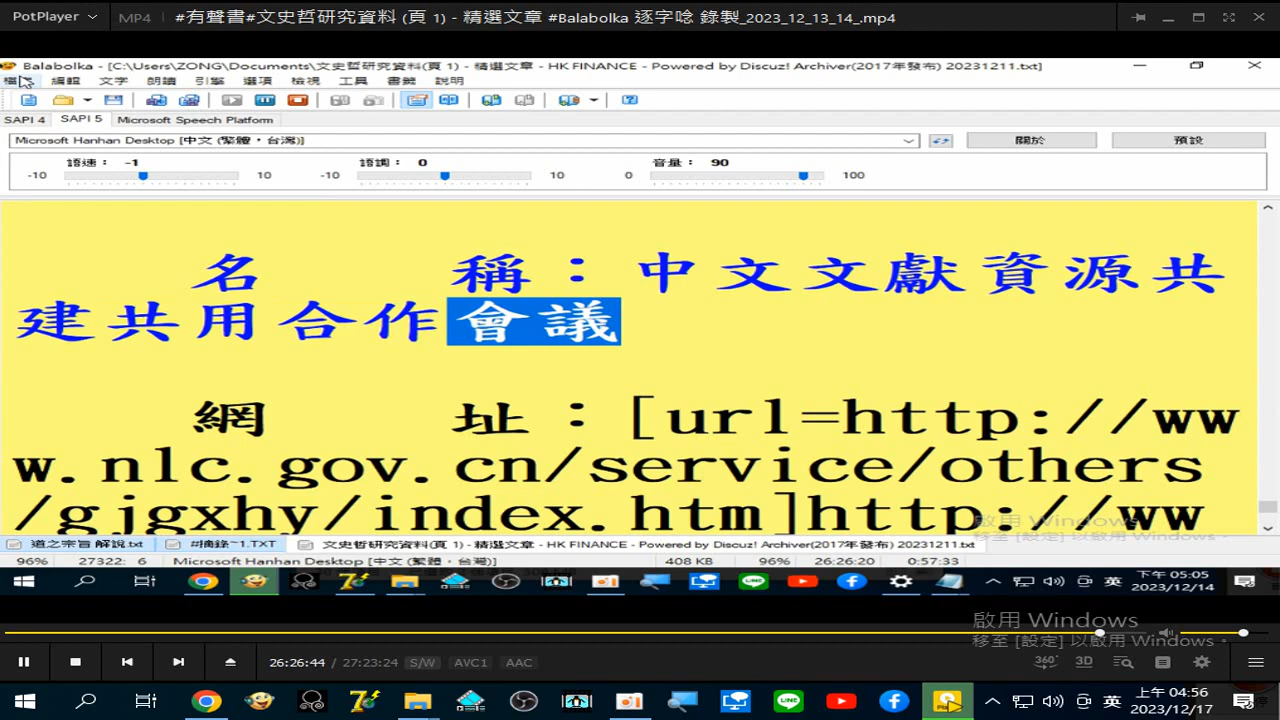 PotPlayer MP4 #有聲書#文史哲研究資料 (頁 1) - 精選文章 #Balabolka 逐字唸 錄製_2023_12_13_14_.mp4
Balabolka - [C:\Users\ZONG\Documents\文史哲研究資料(頁 1) - 精選文章 - HK FINANCE - Powered by Discuz! Archiver(2017年發布) 20231211.txt]
檔案 編輯 文字 朗讀 引擎 選項 檢視 工具 書籤 說明
SAPI 4 SAPI 5 Microsoft Speech Platform
Microsoft Hanhan Desktop [中文 (繁體，台灣)] 關於 預設
語速： -1 語調： 0 音量： 90
-10 10 -10 10 0 100
名 稱：中文文獻資源共
建共用合作會議
網 址：[url=http://ww
w.nlc.gov.cn/service/others
/gjgxhy/index.htm]http://ww
啟用 Windows
移至 [設定] 以啟用 Windows。
道之宗旨 解說.txt #摘錄~1.TXT 文史哲研究資料(頁 1) - 精選文章 - HK FINANCE - Powered by Discuz! Archiver(2017年發布) 20231211.txt
96% 27322: 6 Microsoft Hanhan Desktop [中文 (繁體，台灣)] 408 KB 96% 26:26:20 0:57:33
英 下午 05:05
2023/12/14
啟用 Windows
移至 [設定] 以啟用 Windows。
26:26:44 / 27:23:24 S/W AVC1 AAC 360° 3D
英 上午 04:56
2023/12/17